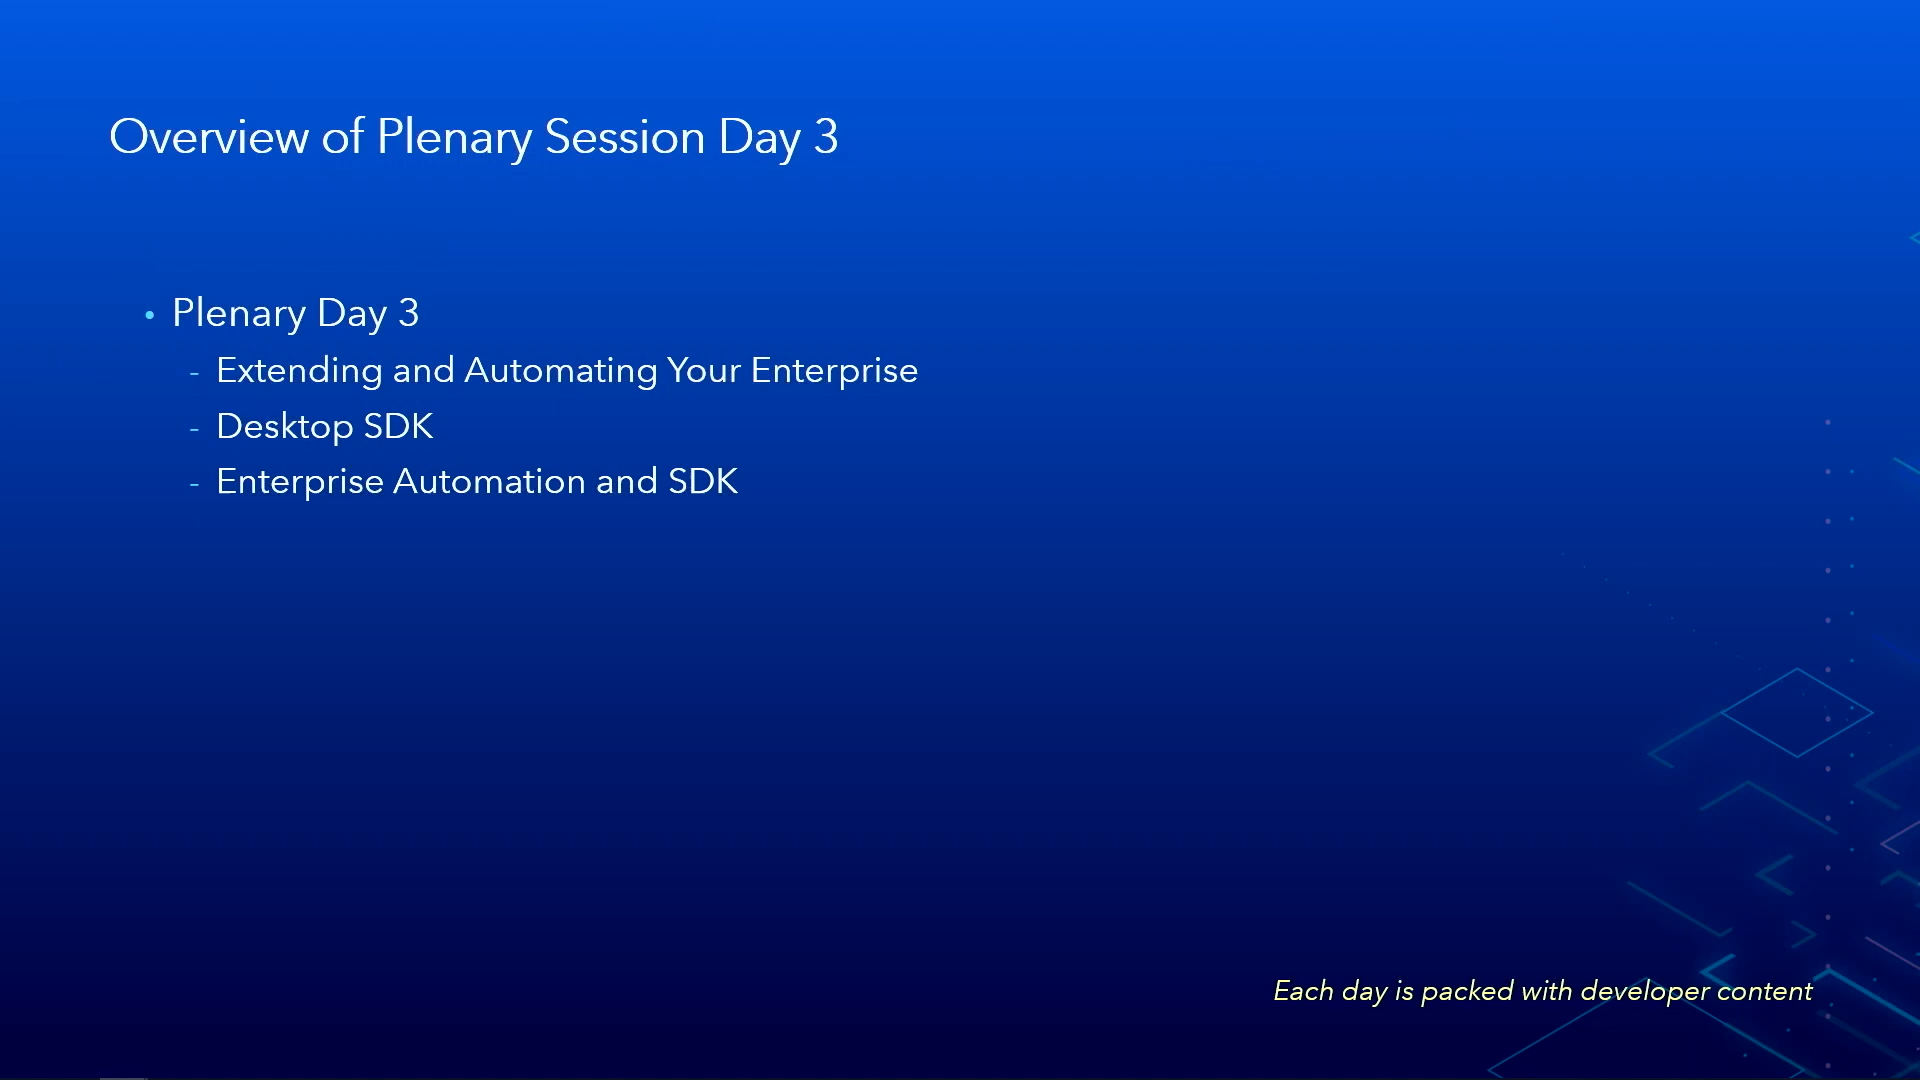 Overview of Plenary Session Day 3
• Plenary Day 3
- Extending and Automating Your Enterprise
- Desktop SDK
- Enterprise Automation and SDK
Each day is packed with developer content